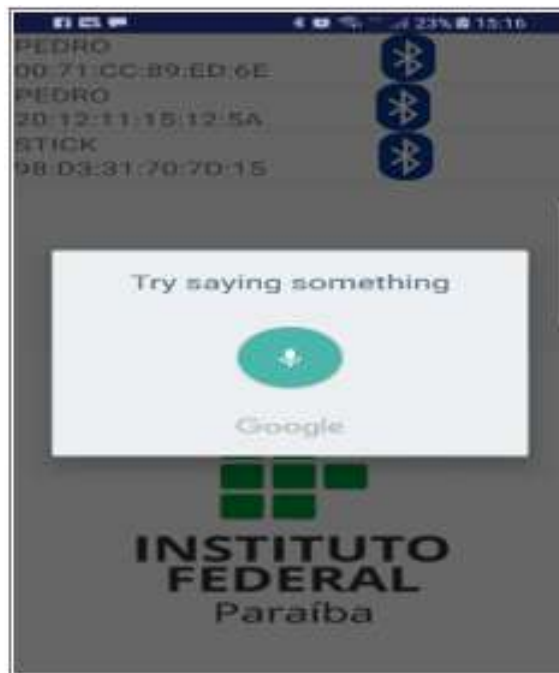 23% 15:16
PEDRO
00:71:CC:89:ED:6E
PEDRO
20:12:11:15:12:5A
STICK
98:D3:31:70:7D:15
Try saying something
Google
INSTITUTO
FEDERAL
Paraíba